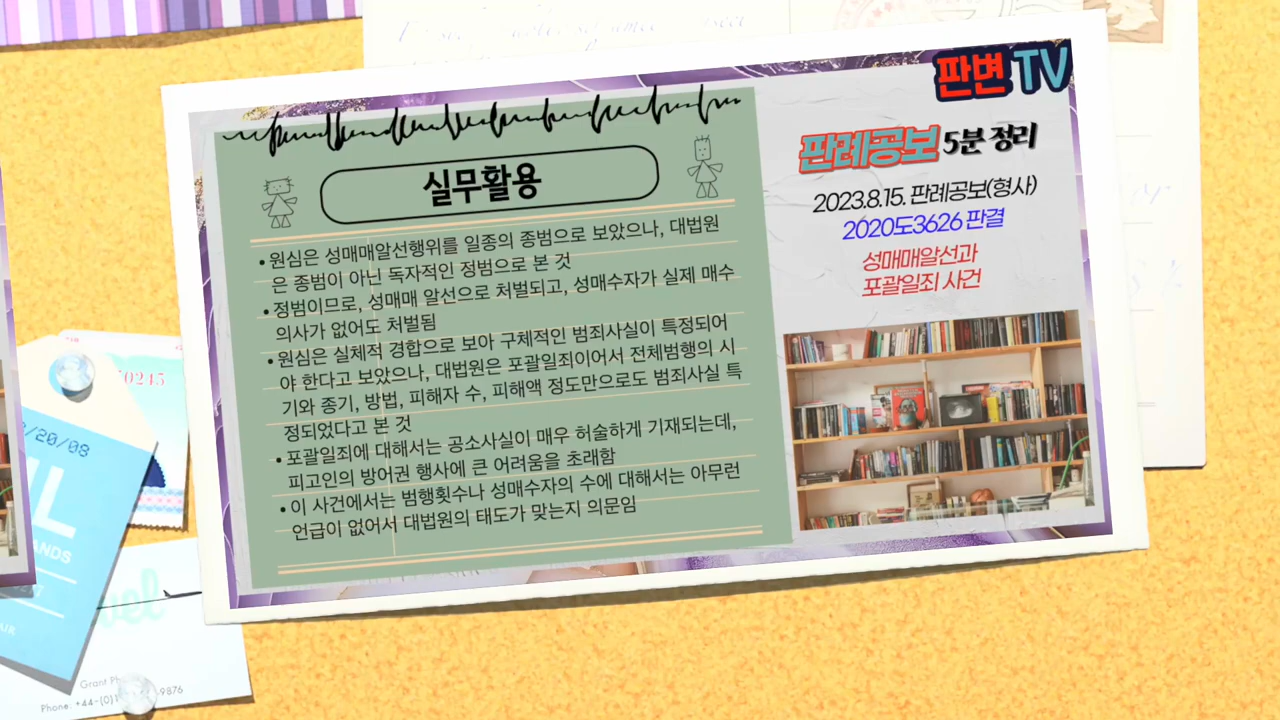 판변 TV
실무활용
• 원심은 성매매알선행위를 일종의 종범으로 보았으나, 대법원
은 종범이 아닌 독자적인 정범으로 본 것
• 정범이므로, 성매매 알선으로 처벌되고, 성매수자가 실제 매수
의사가 없어도 처벌됨
• 원심은 실체적 경합으로 보아 구체적인 범죄사실이 특정되어
야 한다고 보았으나, 대법원은 포괄일죄이어서 전체범행의 시
기와 종기, 방법, 피해자 수, 피해액 정도만으로도 범죄사실 특
정되었다고 본 것
• 포괄일죄에 대해서는 공소사실이 매우 허술하게 기재되는데,
피고인의 방어권 행사에 큰 어려움을 초래함
• 이 사건에서는 범행횟수나 성매수자의 수에 대해서는 아무런
언급이 없어서 대법원의 태도가 맞는지 의문임
판례공보 5분 정리
2023.8.15. 판례공보(형사)
2020도3626 판결
성매매알선과
포괄일죄 사건
0245
/20/08
ANDS
Grant
Phone: +44-(0)
-9876